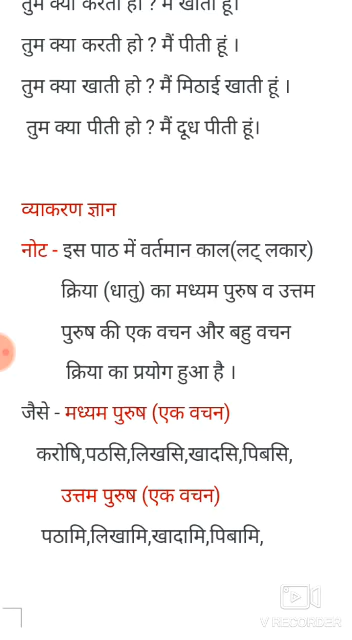 तुम क्या करती हो ? मैं खाती हूं।
तुम क्या करती हो ? मैं पीती हूं ।
तुम क्या खाती हो ? मैं मिठाई खाती हूं ।
तुम क्या पीती हो ? मैं दूध पीती हूं।
व्याकरण ज्ञान
नोट - इस पाठ में वर्तमान काल(लट् लकार)
क्रिया (धातु) का मध्यम पुरुष व उत्तम
पुरुष की एक वचन और बहु वचन
क्रिया का प्रयोग हुआ है ।
जैसे - मध्यम पुरुष (एक वचन)
करोषि,पठसि,लिखसि,खादसि,पिबसि,
उत्तम पुरुष (एक वचन)
पठामि,लिखामि,खादामि,पिबामि,
V RECORDER